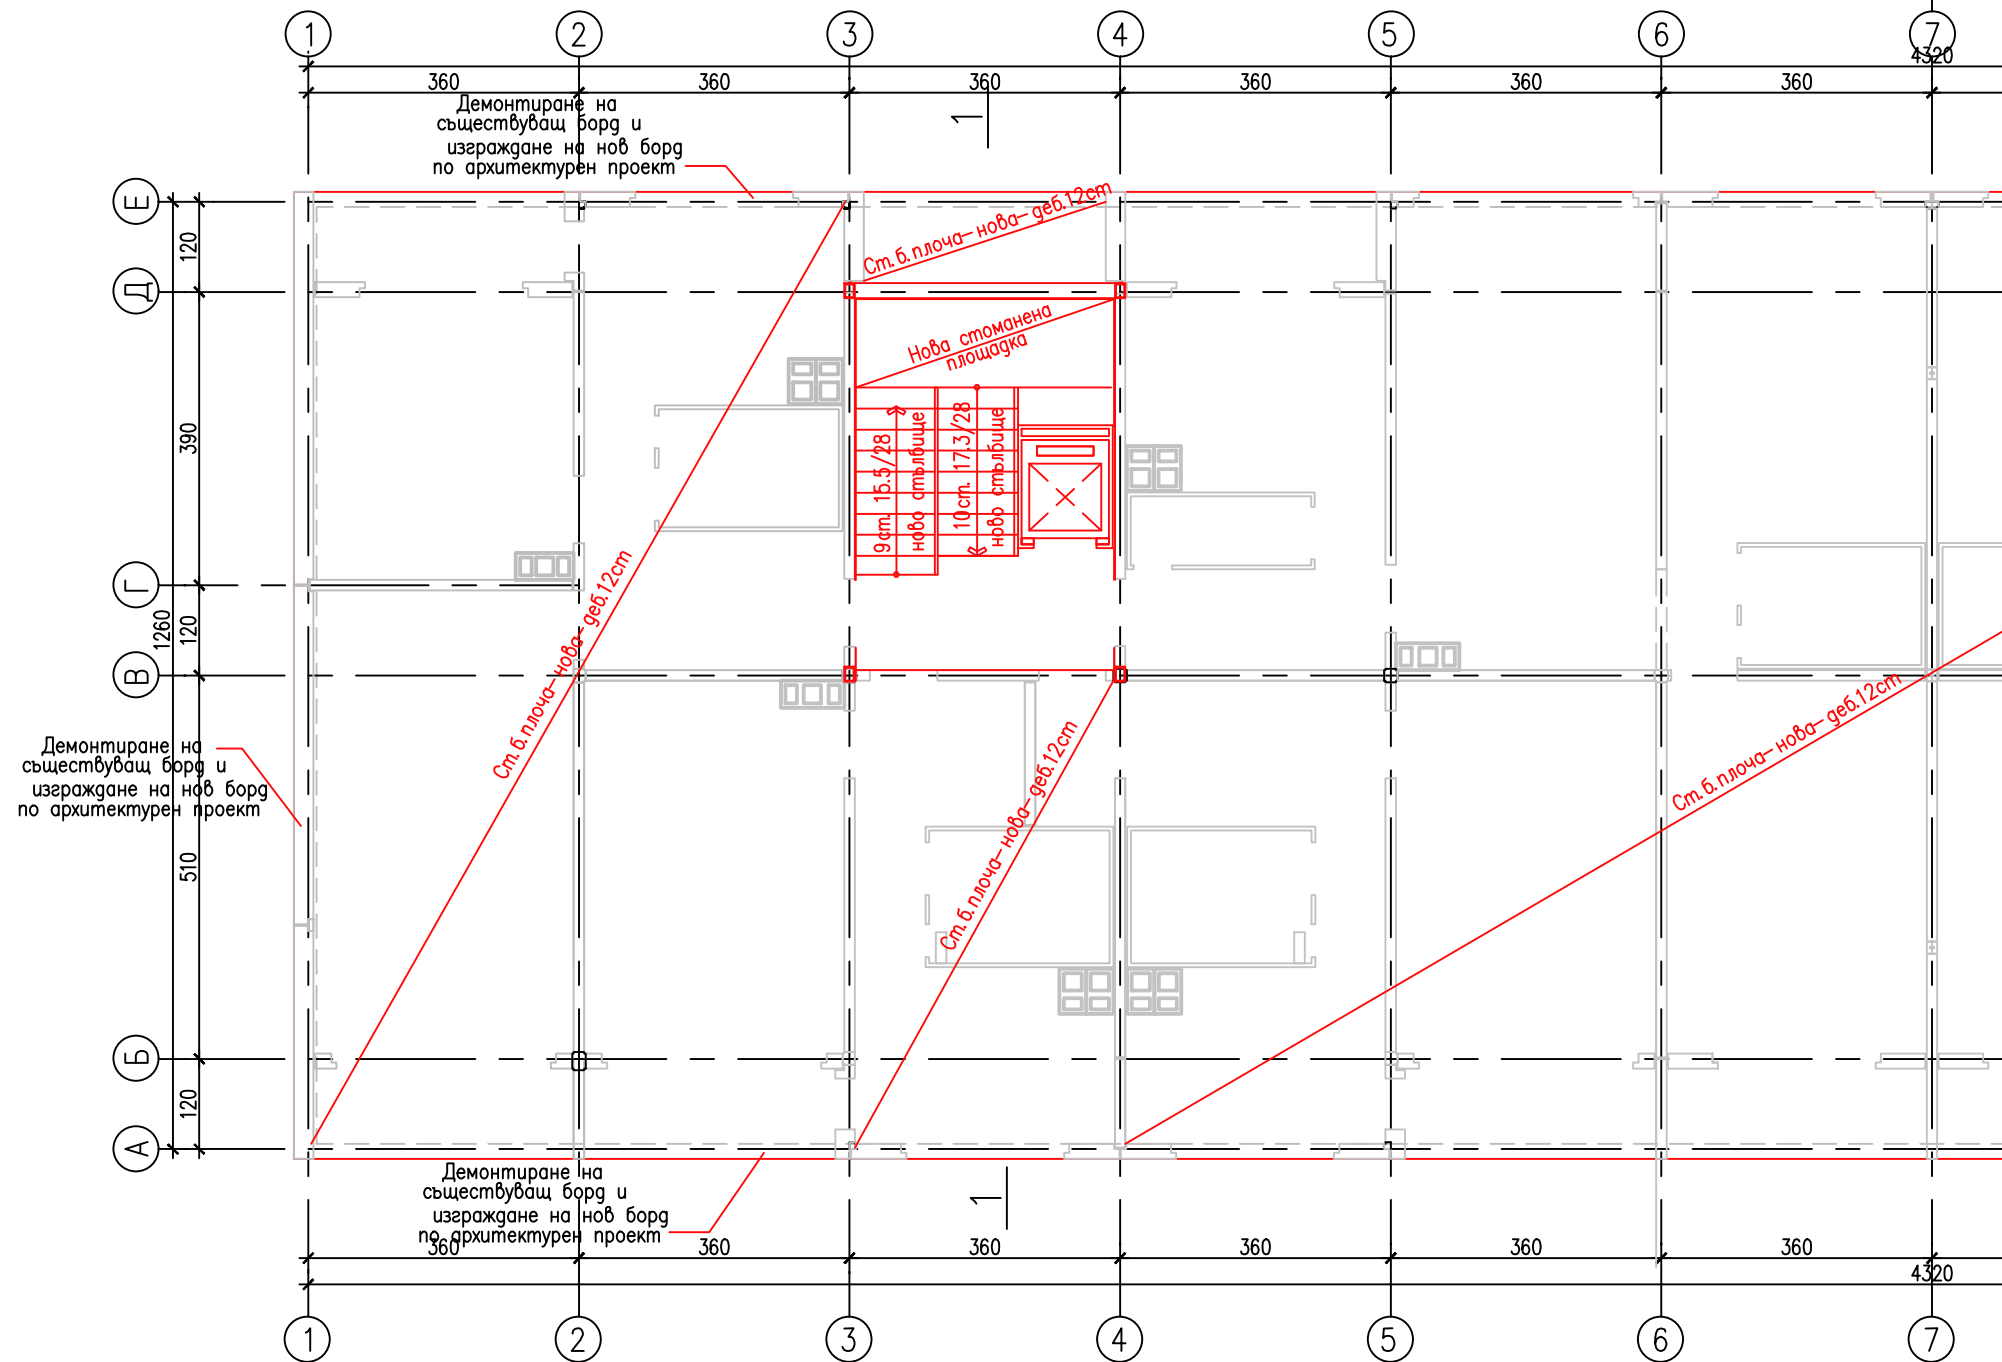 1 2 3 4 5 6 7
4320
360 360 360 360 360 360
Демонтиране на
съществуващ борд и
изграждане на нов борд
по архитектурен проект
1
Е
Ст. б. плоча- нова- деб.12cm
120
Д
Нова стоманена
площадка
390
9ст. 15.5/28
ново стълбище
10ст. 17.3/28
ново стълбище
Г
Ст. б. плоча- нова- деб.12cm
1260
120
В
Ст. б. плоча- нова- деб.12cm
Ст. б. плоча- нова- деб.12cm
Демонтиране на
съществуващ борд и
изграждане на нов борд
по архитектурен проект
510
Б
120
А
Демонтиране на
съществуващ борд и
изграждане на нов борд
по архитектурен проект
1
360 360 360 360 360 360
4320
1 2 3 4 5 6 7